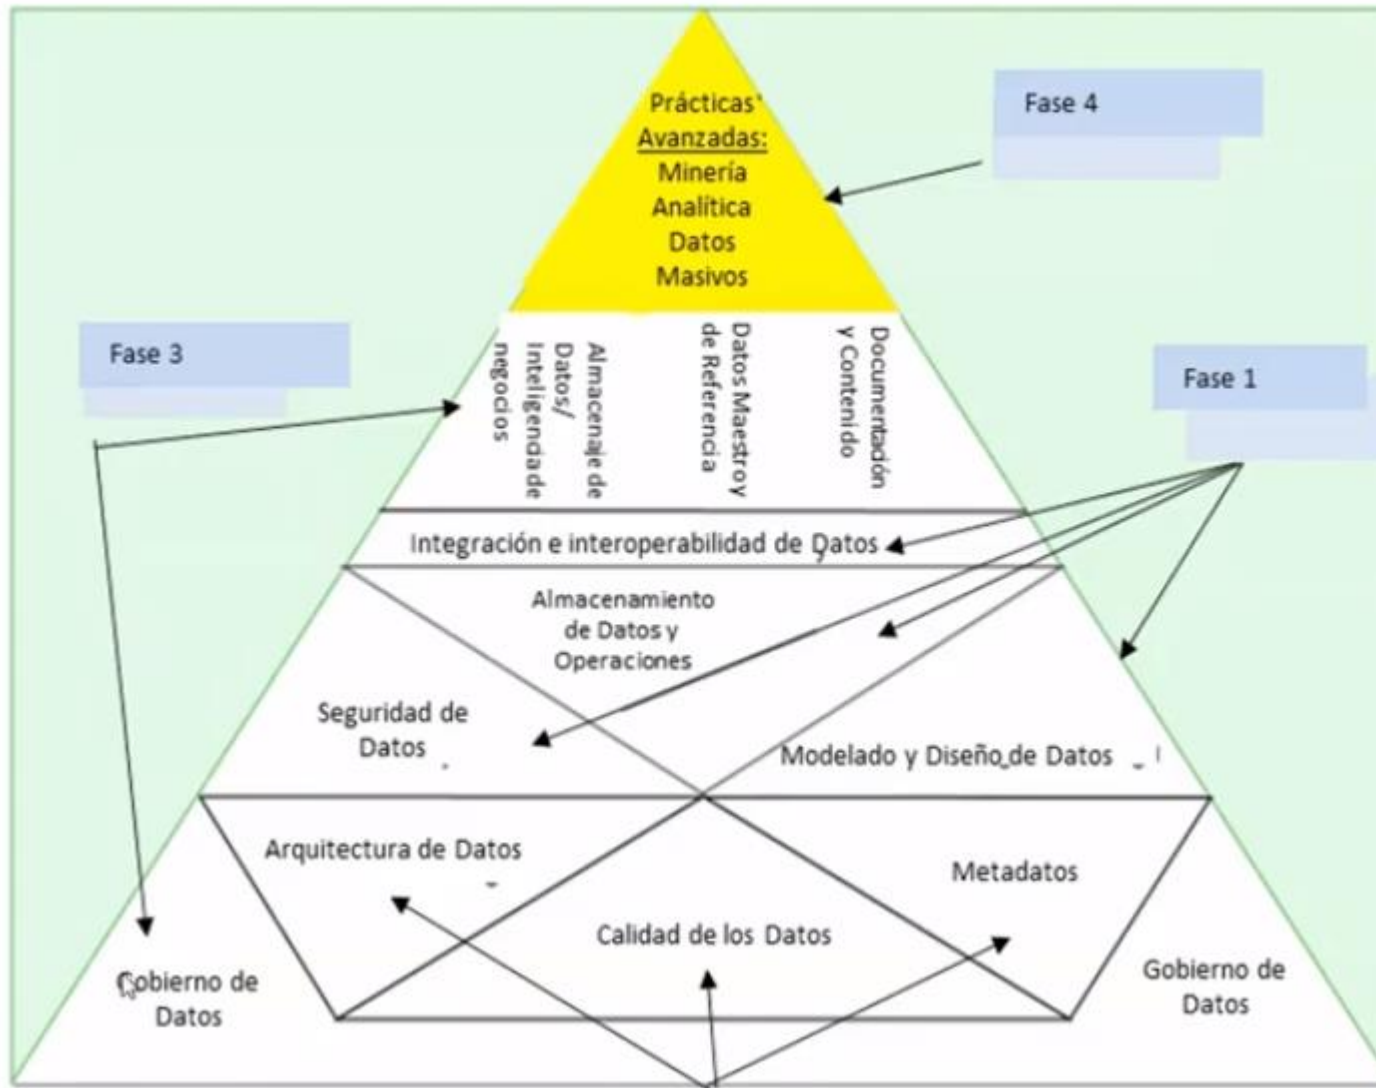 Prácticas
Avanzadas:
Minería
Analítica
Datos
Masivos
Fase 4
Fase 3
Fase 1
Almacenaje de
Datos/
Inteligencia de
negocios
Datos Maestro y
de Referencia
Documentación
y Contenido
Integración e interoperabilidad de Datos
Almacenamiento
de Datos y
Operaciones
Seguridad de
Datos
Modelado y Diseño de Datos
Arquitectura de Datos
Metadatos
Calidad de los Datos
Gobierno de
Datos
Gobierno de
Datos